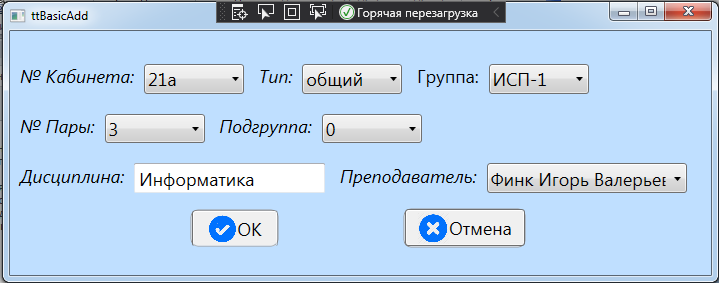 ttBasicAdd
Горячая перезагрузка
№ Кабинета: 21а Тип: общий Группа: ИСП-1
№ Пары: 3 Подгруппа: 0
Дисциплина: Информатика Преподаватель: Финк Игорь Валерьев
ОК Отмена